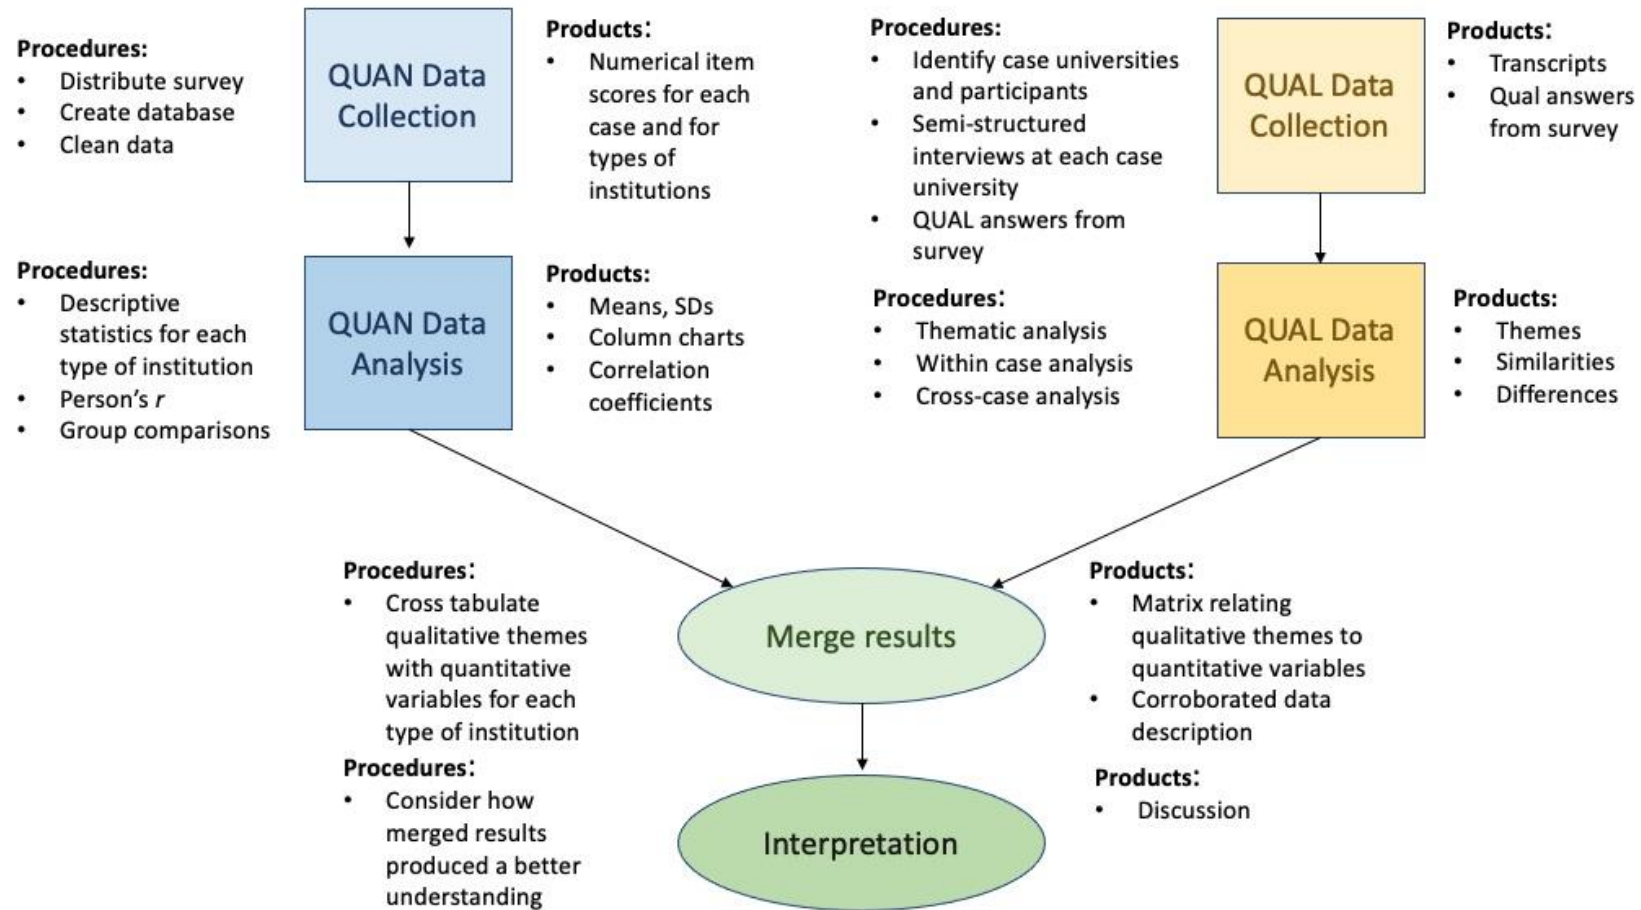 Procedures:
• Distribute survey
• Create database
• Clean data
QUAN Data
Collection
Products:
• Numerical item
scores for each
case and for
types of
institutions
Procedures:
• Identify case universities
and participants
• Semi-structured
interviews at each case
university
• QUAL answers from
survey
QUAL Data
Collection
Products:
• Transcripts
• Qual answers
from survey
Procedures:
• Descriptive
statistics for each
type of institution
• Person's r
• Group comparisons
QUAN Data
Analysis
Products:
• Means, SDs
• Column charts
• Correlation
coefficients
Procedures:
• Thematic analysis
• Within case analysis
• Cross-case analysis
QUAL Data
Analysis
Products:
• Themes
• Similarities
• Differences
Procedures:
• Cross tabulate
qualitative themes
with quantitative
variables for each
type of institution
Merge results
Products:
• Matrix relating
qualitative themes to
quantitative variables
• Corroborated data
description
Procedures:
• Consider how
merged results
produced a better
understanding
Interpretation
Products:
• Discussion